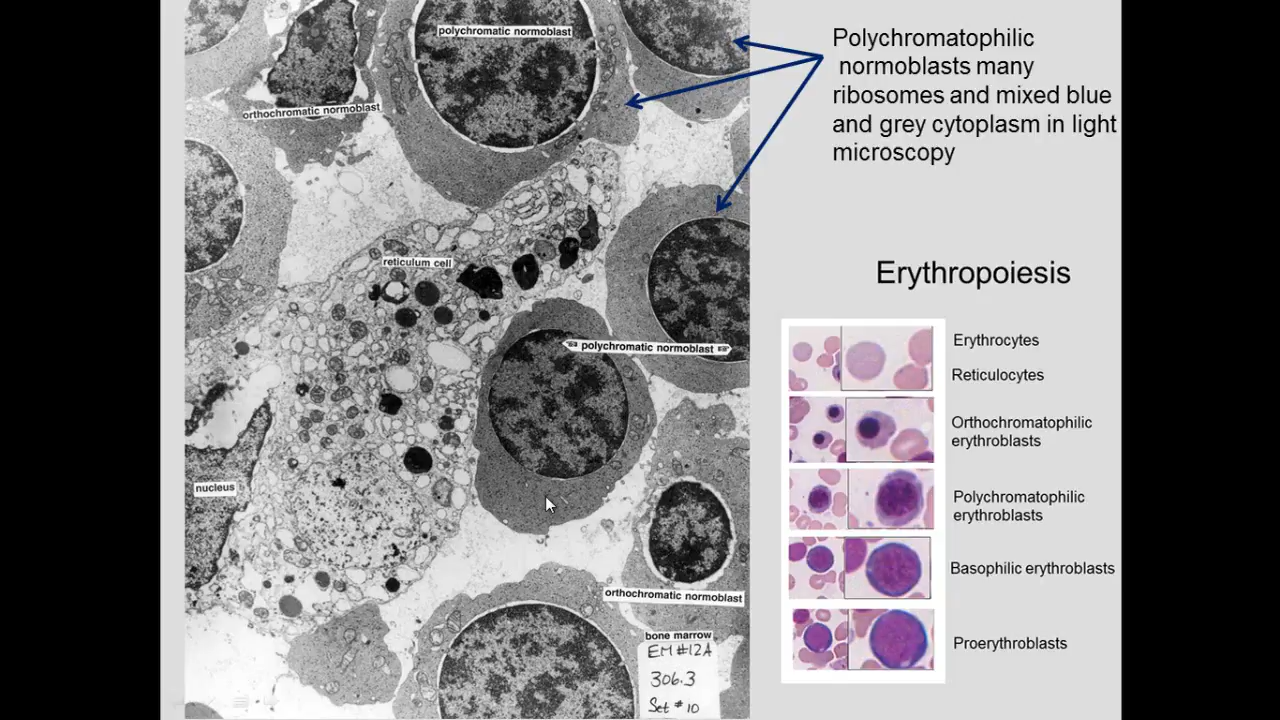 polychromatic normoblast
orthochromatic normoblast
reticulum cell
polychromatic normoblast
nucleus
orthochromatic normoblast
bone marrow
EM #12A
306.3
Set # 10
Polychromatophilic
normoblasts many
ribosomes and mixed blue
and grey cytoplasm in light
microscopy
Erythropoiesis
Erythrocytes
Reticulocytes
Orthochromatophilic
erythroblasts
Polychromatophilic
erythroblasts
Basophilic erythroblasts
Proerythroblasts